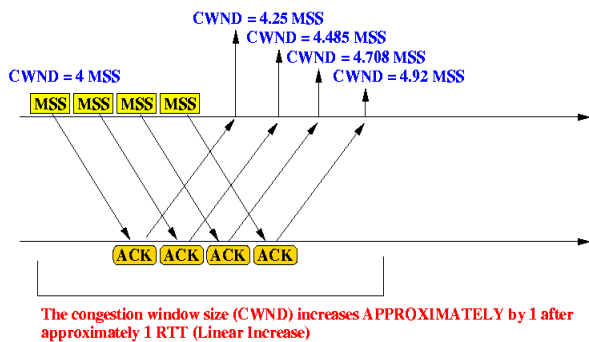 CWND = 4.25 MSS
CWND = 4.485 MSS
CWND = 4.708 MSS
CWND = 4 MSS
CWND = 4.92 MSS
MSS MSS MSS MSS
ACK ACK ACK ACK
The congestion window size (CWND) increases APPROXIMATELY by 1 after
approximately 1 RTT (Linear Increase)